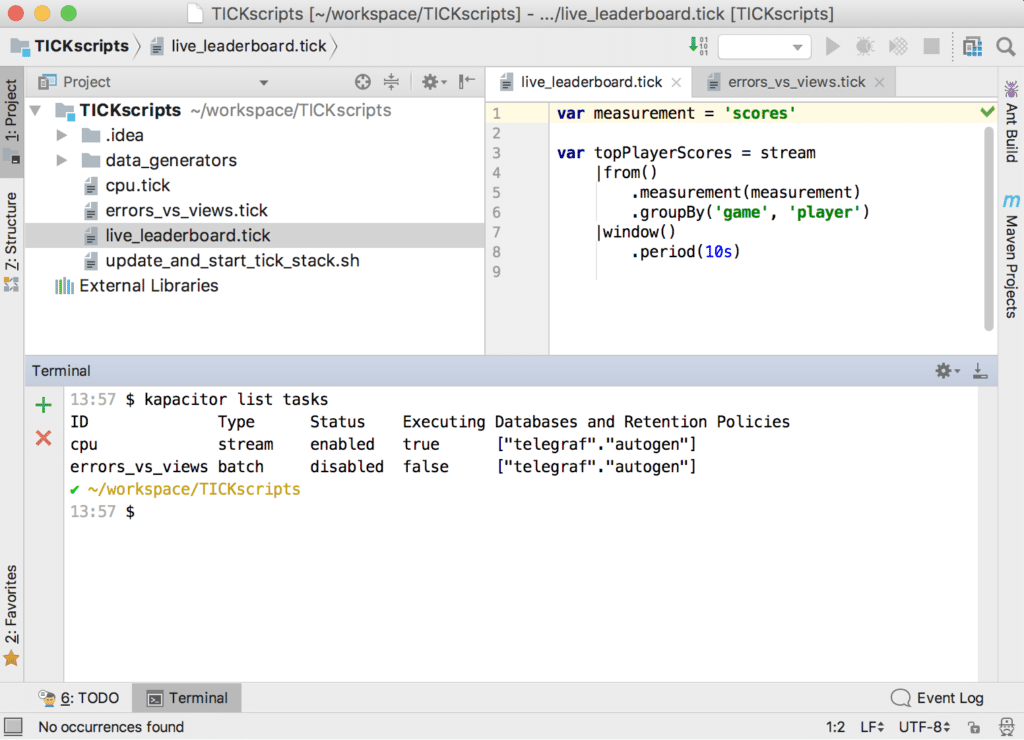 TICKscripts [~/workspace/TICKscripts] - .../live_leaderboard.tick [TICKscripts]
TICKscripts live_leaderboard.tick
Project
live_leaderboard.tick
errors_vs_views.tick
1: Project
Z: Structure
2: Favorites
TICKscripts ~/workspace/TICKscripts
.idea
data_generators
cpu.tick
errors_vs_views.tick
live_leaderboard.tick
update_and_start_tick_stack.sh
External Libraries
1 var measurement = 'scores'
2
3 var topPlayerScores = stream
4     |from()
5         .measurement(measurement)
6         .groupBy('game', 'player')
7     |window()
8         .period(10s)
9
Ant Build
m Maven Projects
Terminal
13:57 $ kapacitor list tasks
ID Type Status Executing Databases and Retention Policies
cpu stream enabled true ["telegraf"."autogen"]
errors_vs_views batch disabled false ["telegraf"."autogen"]
✔ ~/workspace/TICKscripts
13:57 $
6: TODO Terminal Event Log
No occurrences found 1:2 LF UTF-8